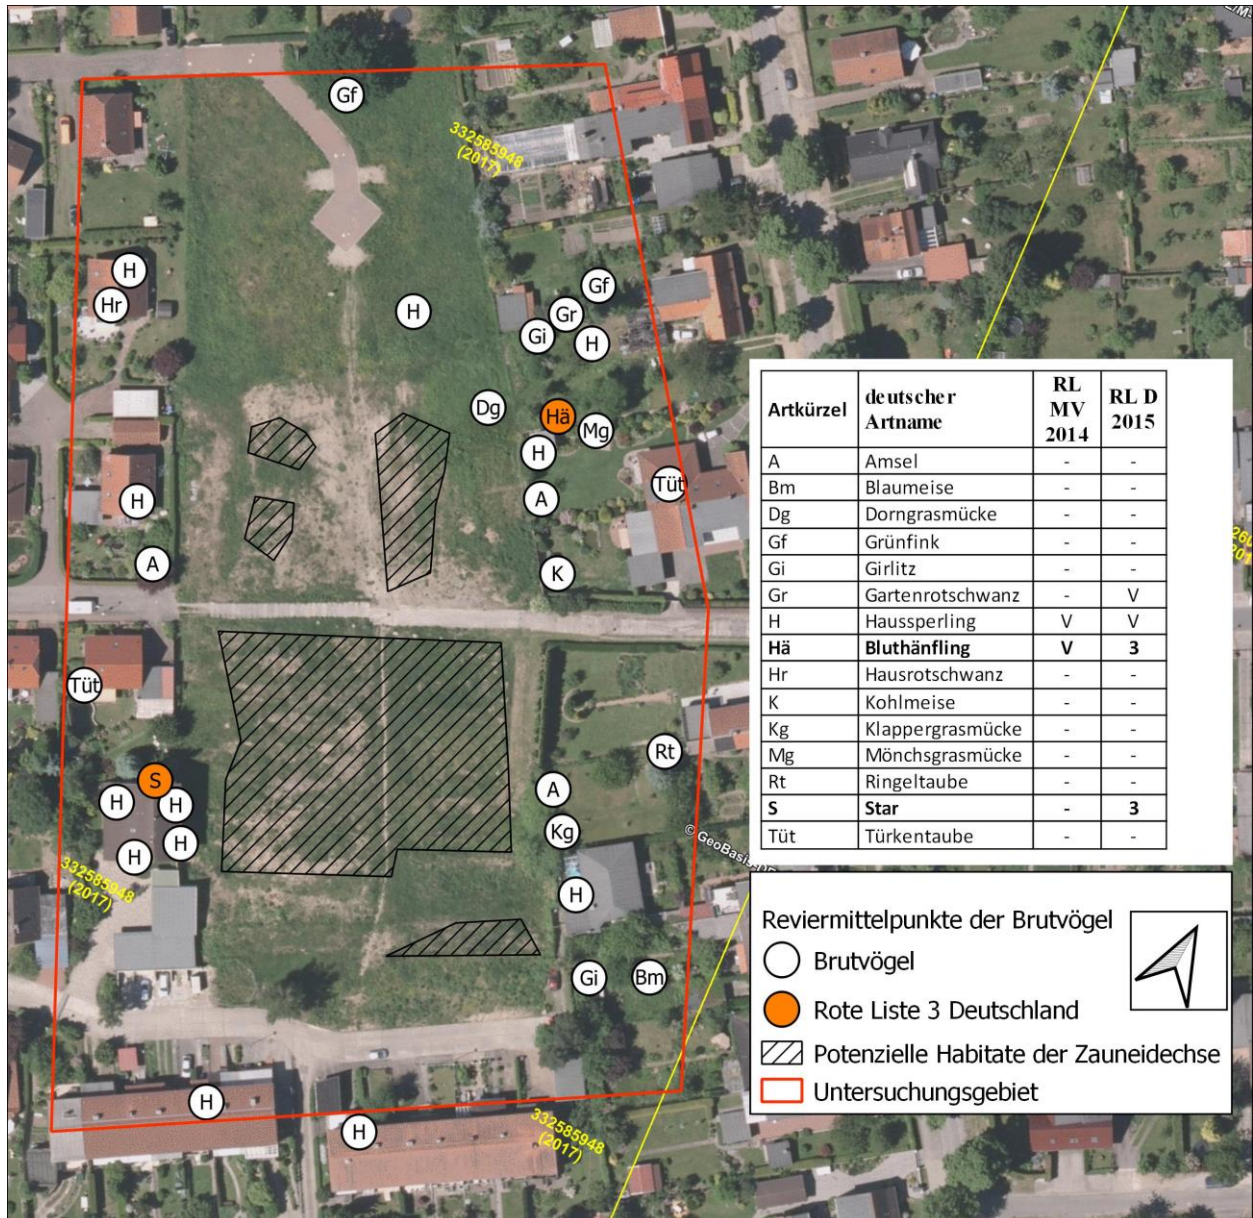 Gf
332585948
(2017)
H
Hr
H
Gf
Gr
Gi
H
Dg
Hä
Mg
H
H
A
Tüt
A
K
Tüt
Rt
S
H
H
H
H
A
Kg
H
Gi
Bm
H
H
332585948
(2017)
332585948
(2017)
Artkürzel deutscher Artname RL MV 2014 RL D 2015
A Amsel - -
Bm Blaumeise - -
Dg Dorngrasmücke - -
Gf Grünfink - -
Gi Girlitz - -
Gr Gartenrotschwanz - V
H Haussperling V V
Hä Bluthänfling V 3
Hr Hausrotschwanz - -
K Kohlmeise - -
Kg Klappergrasmücke - -
Mg Mönchsgrasmücke - -
Rt Ringeltaube - -
S Star - 3
Tüt Türkentaube - -
© GeoBasis-DE
Reviermittelpunkte der Brutvögel
Brutvögel
Rote Liste 3 Deutschland
Potenzielle Habitate der Zauneidechse
Untersuchungsgebiet